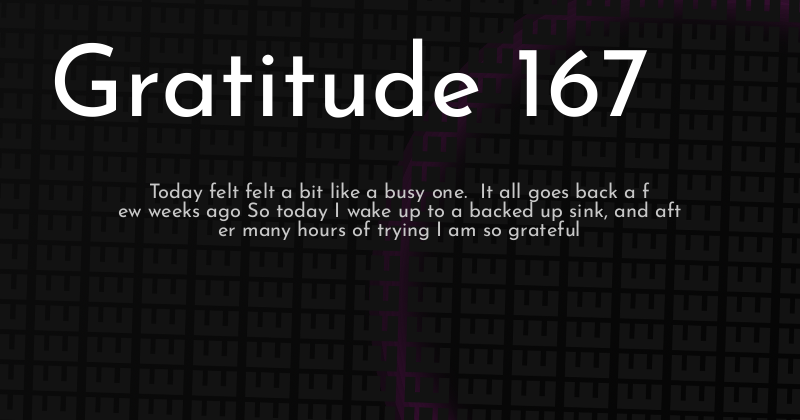 Gratitude 167
Today felt felt a bit like a busy one.  It all goes back a f
ew weeks ago So today I wake up to a backed up sink, and aft
er many hours of trying I am so grateful